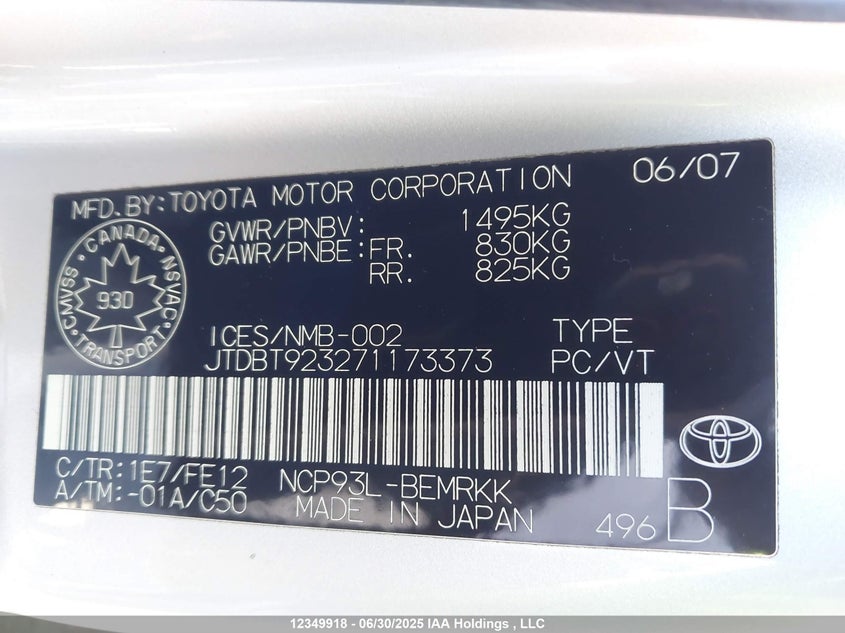 MFD. BY: TOYOTA MOTOR CORPORATION 06/07
GVWR/PNBV: 1495KG
GAWR/PNBE: FR. 830KG
RR. 825KG
CANADA
CMVSS NSVAC
930
TRANSPORT
ICES/NMB-002 TYPE
JTDBT923271173373 PC/VT
C/TR: 1E7/FE12 NCP93L-BEMRKK
A/TM: -01A/C50 MADE IN JAPAN
496 B
12349918 - 06/30/2025 IAA Holdings , LLC